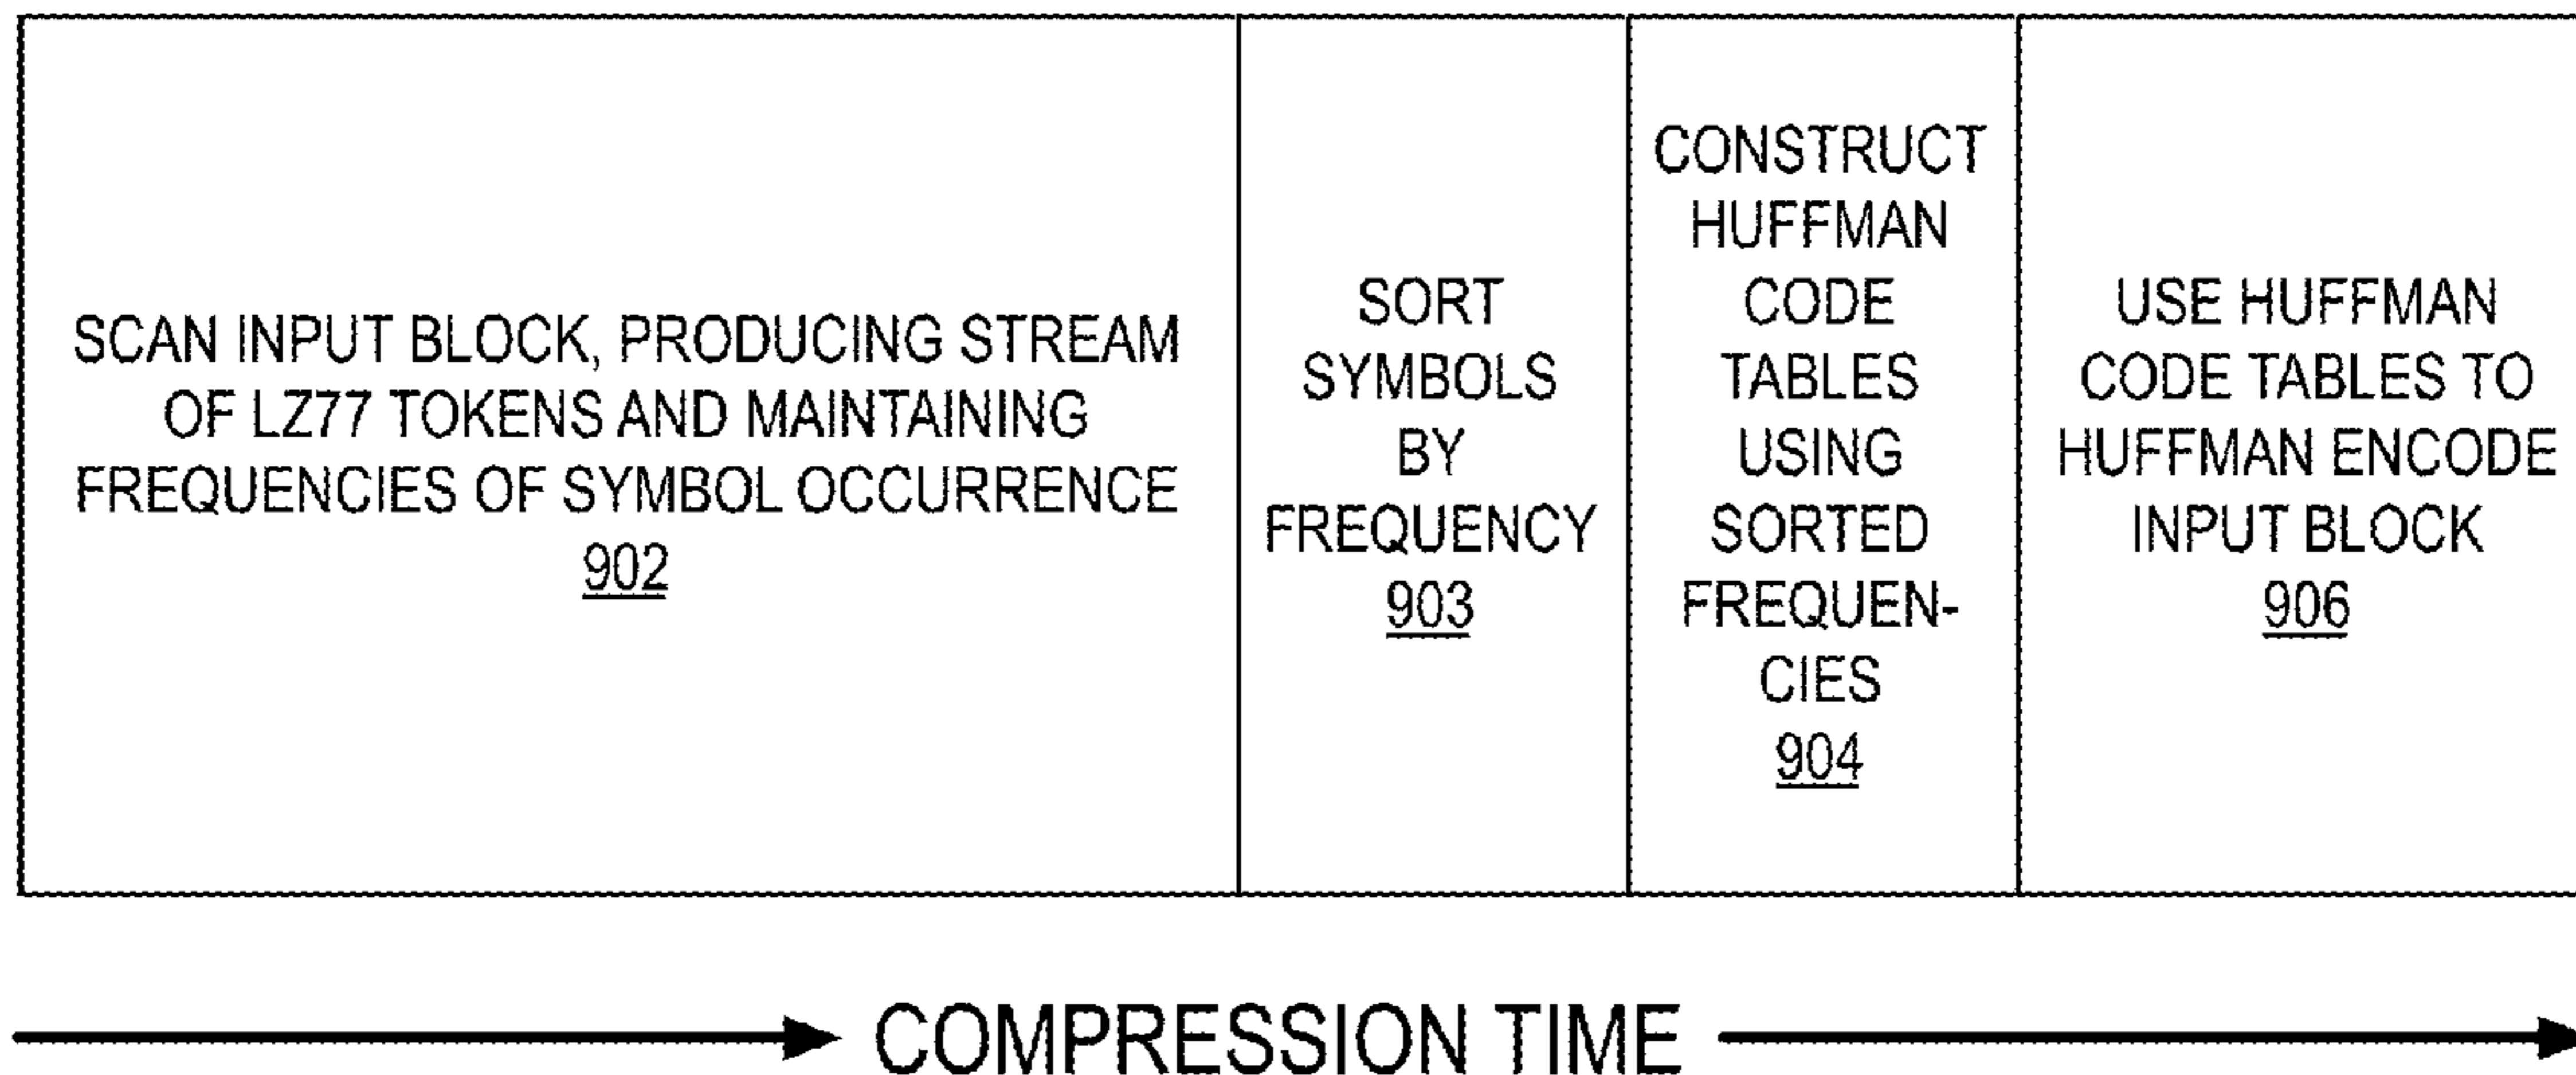 SCAN INPUT BLOCK, PRODUCING STREAM
OF LZ77 TOKENS AND MAINTAINING
FREQUENCIES OF SYMBOL OCCURRENCE
902
SORT
SYMBOLS
BY
FREQUENCY
903
CONSTRUCT
HUFFMAN
CODE
TABLES
USING
SORTED
FREQUEN-
CIES
904
USE HUFFMAN
CODE TABLES TO
HUFFMAN ENCODE
INPUT BLOCK
906
COMPRESSION TIME